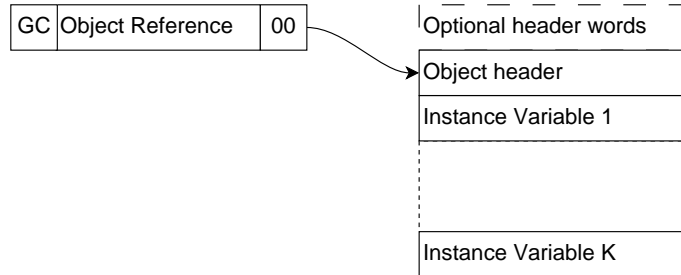 GC Object Reference 00
Optional header words
Object header
Instance Variable 1
Instance Variable K